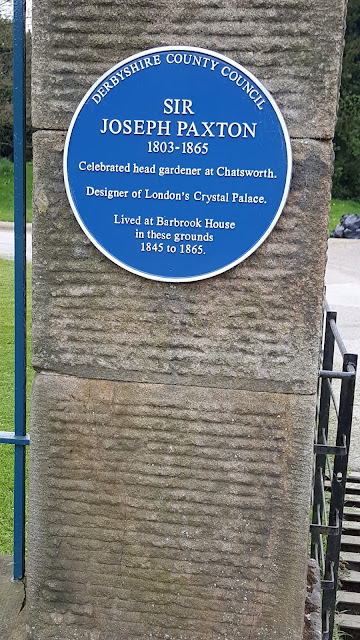 DERBYSHIRE COUNTY COUNCIL
SIR
JOSEPH PAXTON
1803-1865
Celebrated head gardener at Chatsworth.
Designer of London's Crystal Palace.
Lived at Barbrook House
in these grounds
1845 to 1865.